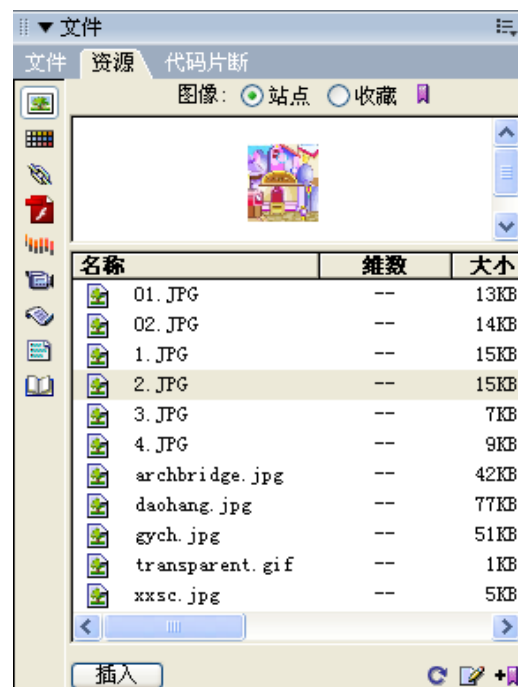 文件
文件 资源 代码片断
图像: 站点 收藏
名称 维数 大小
01.JPG -- 13KB
02.JPG -- 14KB
1.JPG -- 15KB
2.JPG -- 15KB
3.JPG -- 7KB
4.JPG -- 9KB
archbridge.jpg -- 42KB
daohang.jpg -- 77KB
gych.jpg -- 51KB
transparent.gif -- 1KB
xxsc.jpg -- 5KB
插入